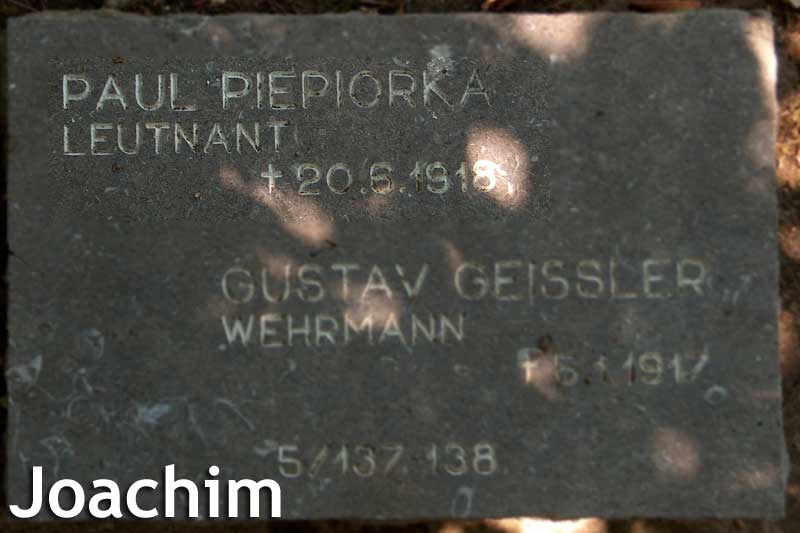 PAUL PIEPIORKA
LEUTNANT
† 20.6.1918
GUSTAV GEISSLER
WEHRMANN
† 5.1.1917
5/137.138
Joachim